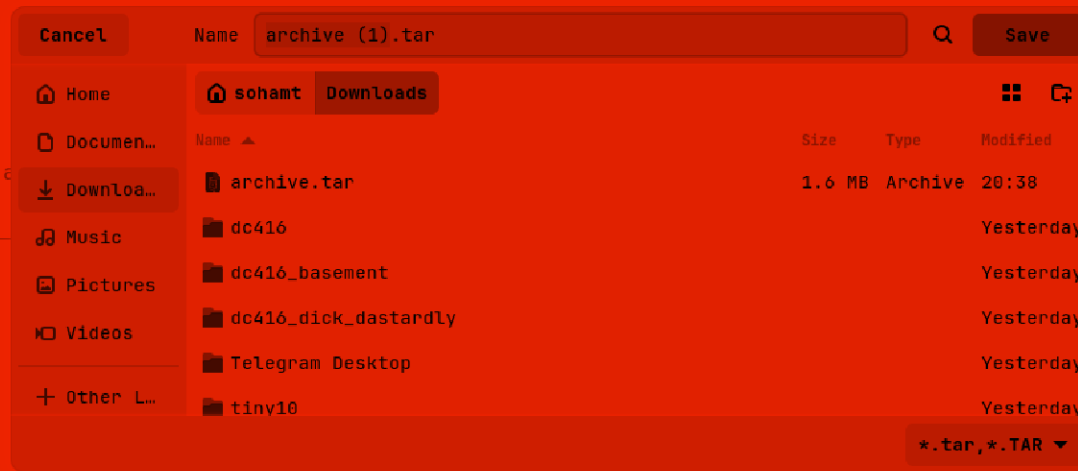 Cancel Name archive (1).tar Save
Home
Documen…
Downloa…
Music
Pictures
Videos
Other L…
sohamt Downloads
Name Size Type Modified
archive.tar 1.6 MB Archive 20:38
dc416 Yesterday
dc416_basement Yesterday
dc416_dick_dastardly Yesterday
Telegram Desktop Yesterday
tiny10 Yesterday
*.tar,*.TAR